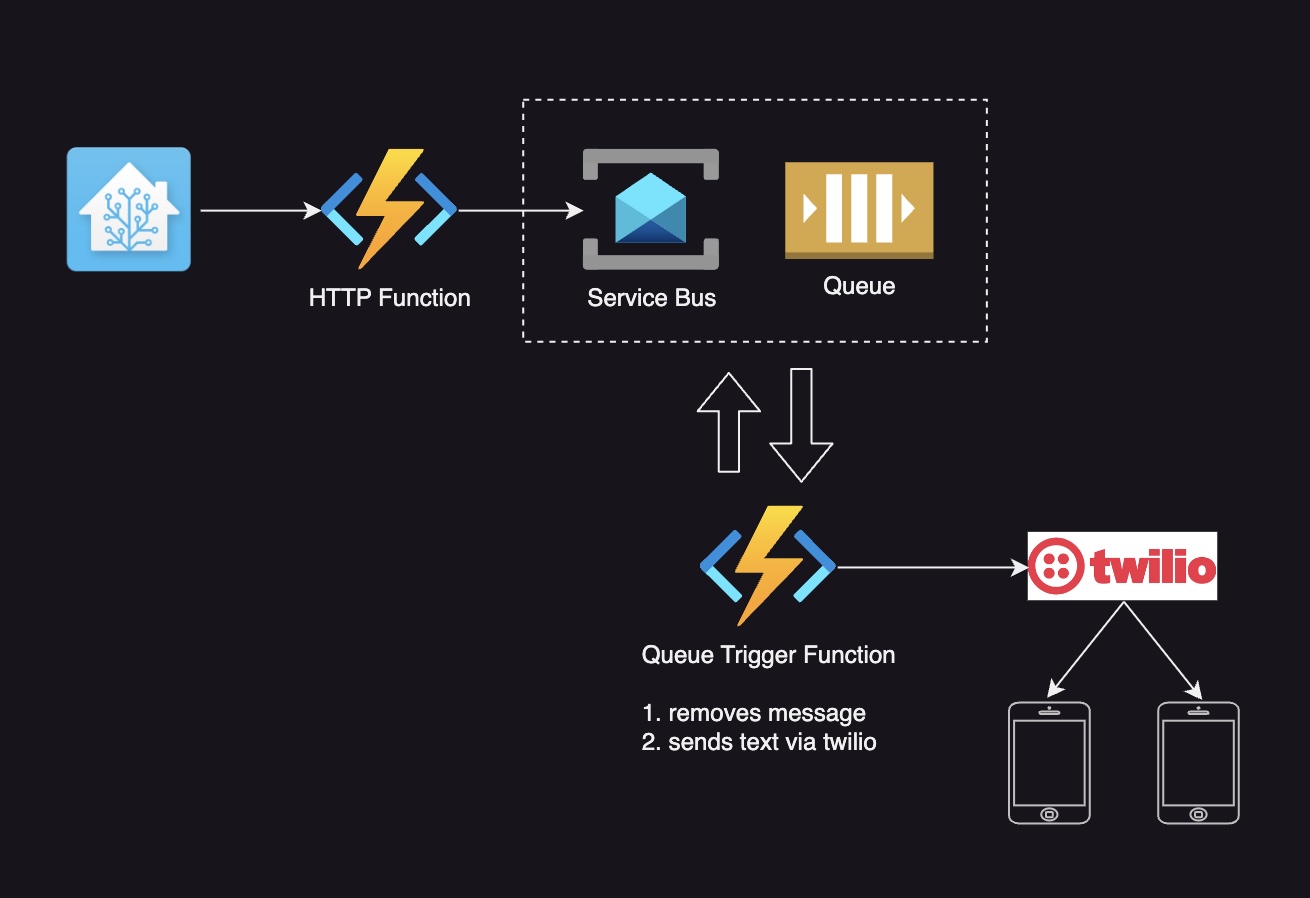 HTTP Function
Service Bus
Queue
twilio
Queue Trigger Function
1. removes message
2. sends text via twilio